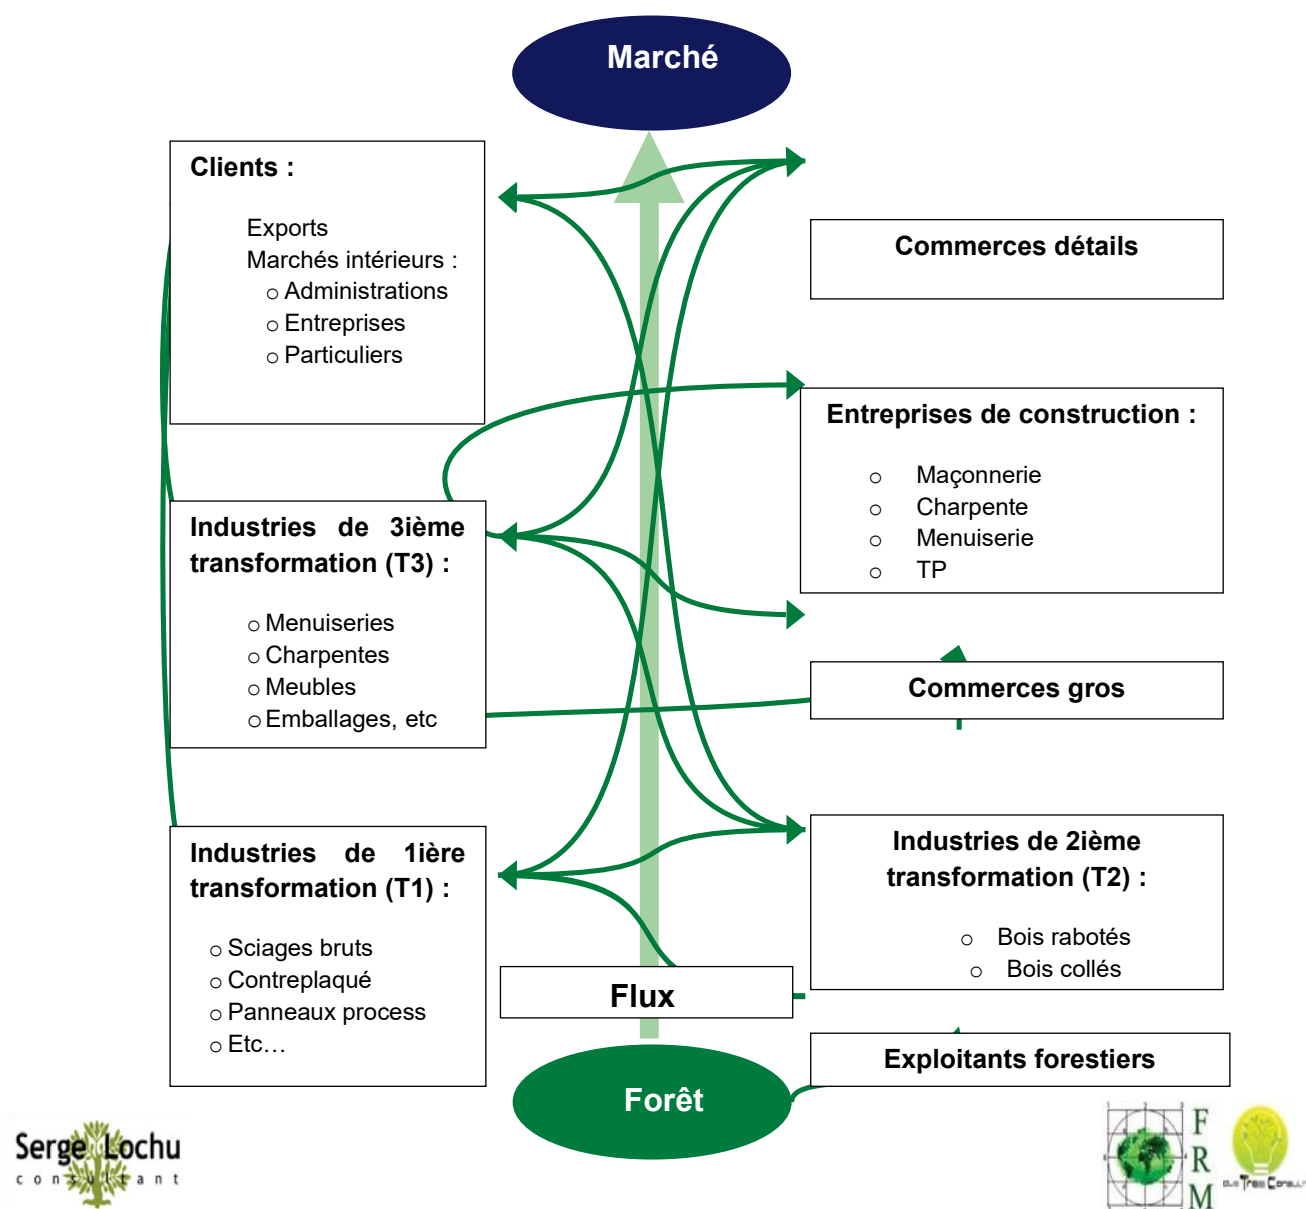 Marché
Clients :
Exports
Marchés intérieurs :
o Administrations
o Entreprises
o Particuliers
Commerces détails
Entreprises de construction :
o Maçonnerie
o Charpente
o Menuiserie
o TP
Industries de 3ième
transformation (T3) :
o Menuiseries
o Charpentes
o Meubles
o Emballages, etc
Commerces gros
Industries de 1ière
transformation (T1) :
o Sciages bruts
o Contreplaqué
o Panneaux process
o Etc…
Industries de 2ième
transformation (T2) :
o Bois rabotés
o Bois collés
Flux
Exploitants forestiers
Forêt
Serge Lochu
consultant
F
R
M
Tree Consult